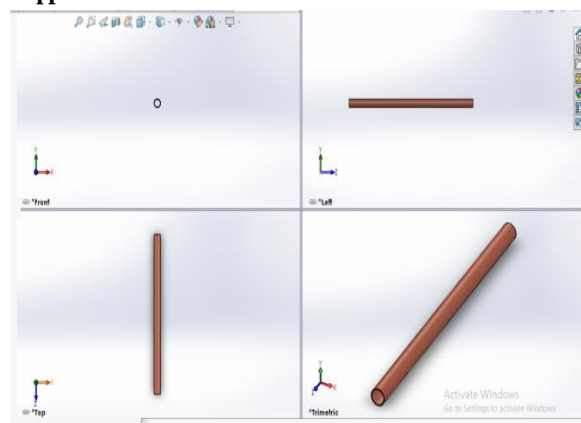 *Front
*Left
*Top
*Trimetric
Activate Windows
Go to Settings to activate Windows.